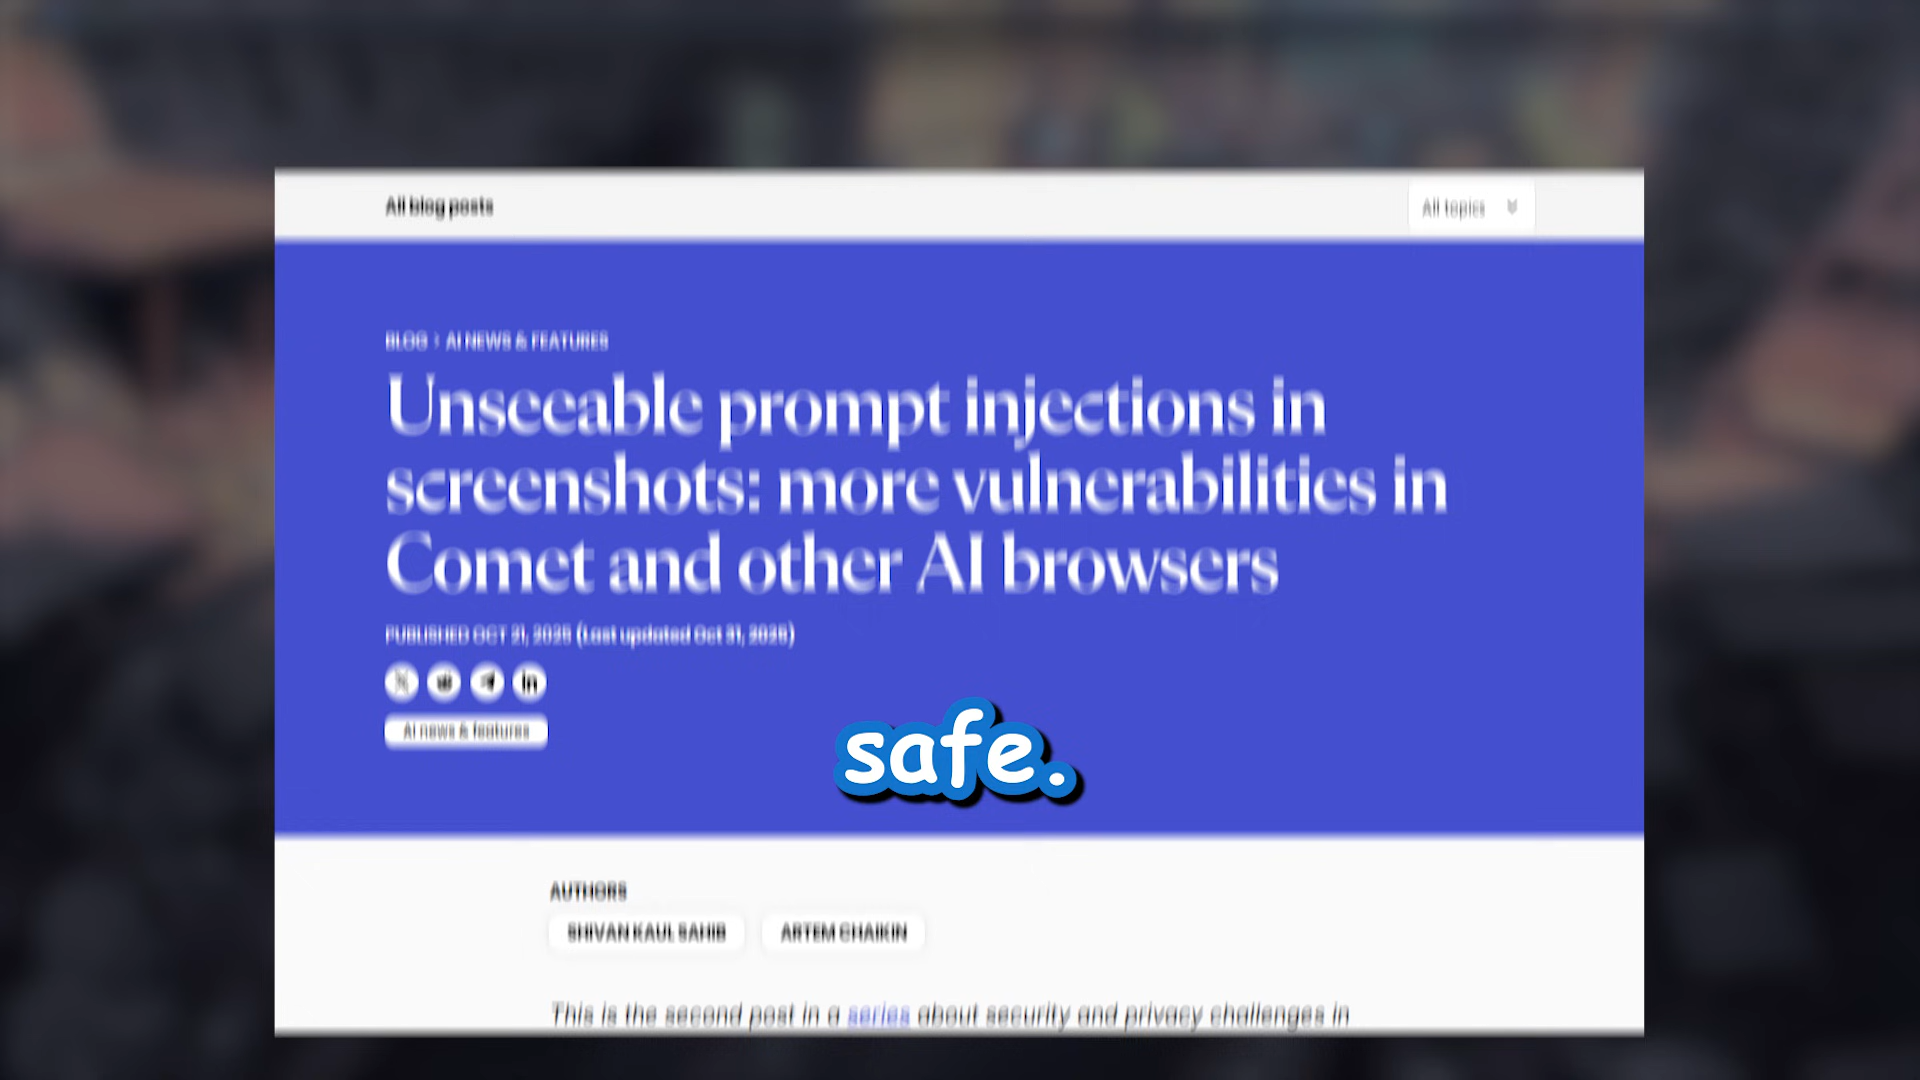 All blog posts
All topics
BLOG › AI NEWS & FEATURES
Unseeable prompt injections in
screenshots: more vulnerabilities in
Comet and other AI browsers
PUBLISHED OCT 21, 2025 (Last updated Oct 31, 2025)
in
AI news & features
safe.
AUTHORS
SHIVAN KAUL SAHIB
ARTEM CHAIKIN
This is the second post in a series about security and privacy challenges in